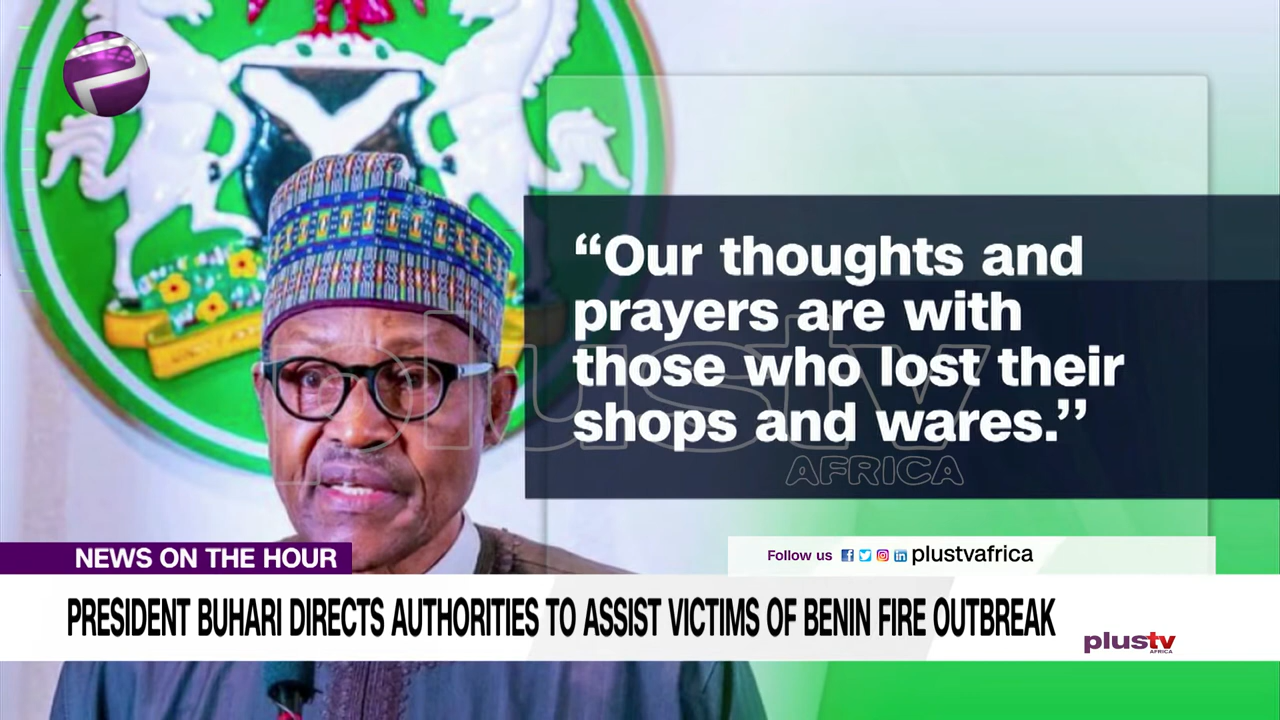 “Our thoughts and
prayers are with
those who lost their
shops and wares.’’
plustv
AFRICA
NEWS ON THE HOUR
Follow us plustvafrica
PRESIDENT BUHARI DIRECTS AUTHORITIES TO ASSIST VICTIMS OF BENIN FIRE OUTBREAK
plustv
AFRICA